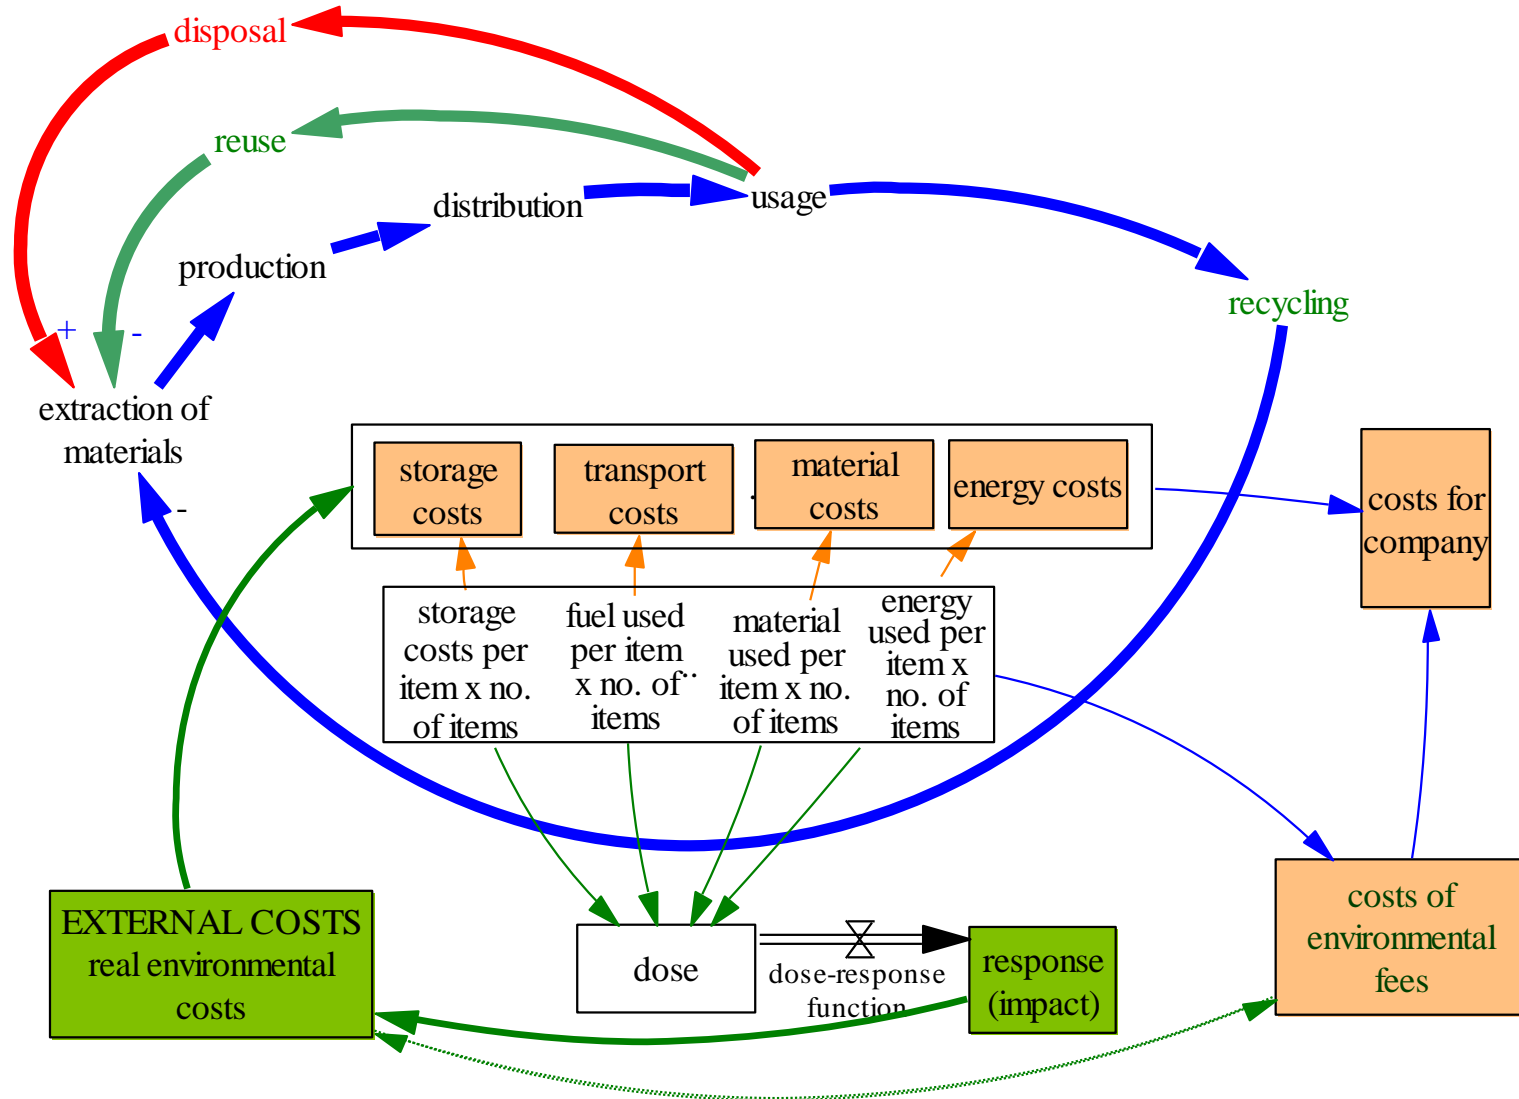 disposal
reuse
distribution
usage
production
recycling
+
-
extraction of
materials
-
storage
costs
transport
costs
.
material
costs
energy costs
costs for
company
storage
costs per
item x no.
of items
fuel used
per item
x no. of¨
items
material
used per
item x no.
of items
energy
used per
item x
no. of
items
EXTERNAL COSTS
real environmental
costs
dose
dose-response
function
response
(impact)
costs of
environmental
fees